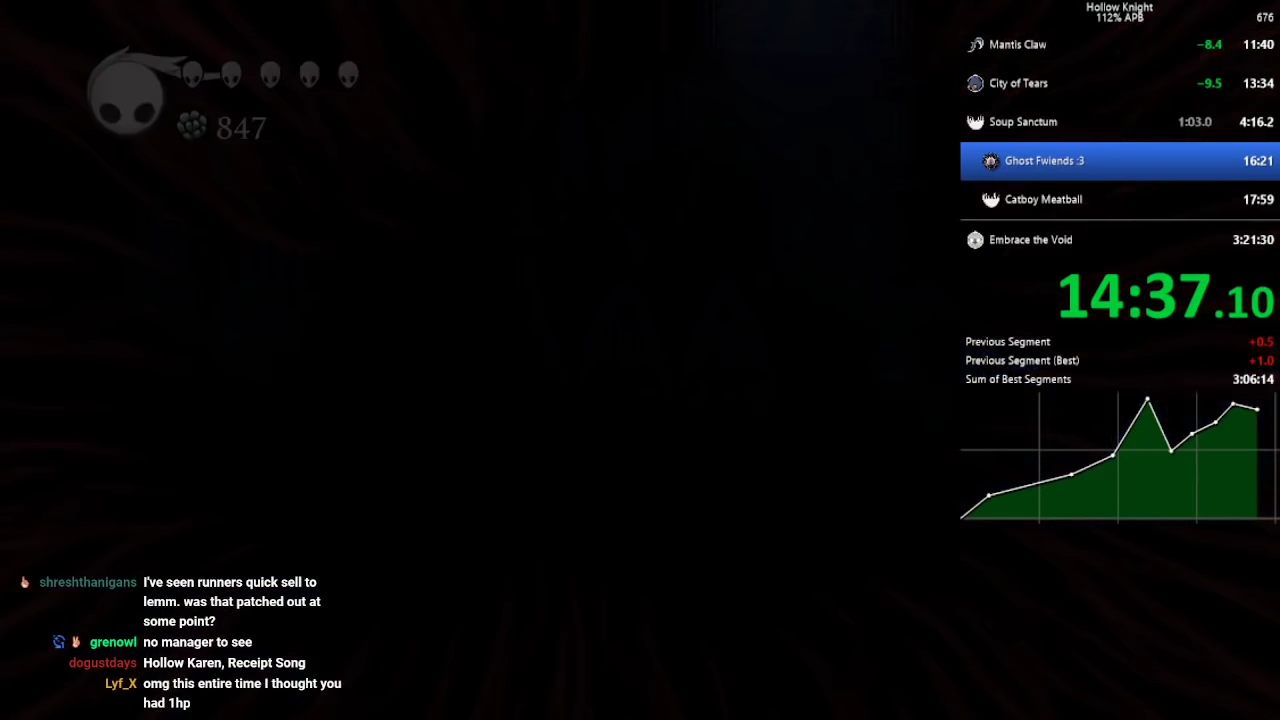 Hollow Knight
112% APB 676
Mantis Claw -8.4 11:40
City of Tears -9.5 13:34
Soup Sanctum 1:03.0 4:16.2
Ghost Fwiends :3 16:21
Catboy Meatball 17:59
Embrace the Void 3:21:30
14:37.10
Previous Segment +0.5
Previous Segment (Best) +1.0
Sum of Best Segments 3:06:14
847
shreshthanigans I've seen runners quick sell to
lemm. was that patched out at
some point?
grenowl no manager to see
dogustdays Hollow Karen, Receipt Song
Lyf_X omg this entire time I thought you
had 1hp